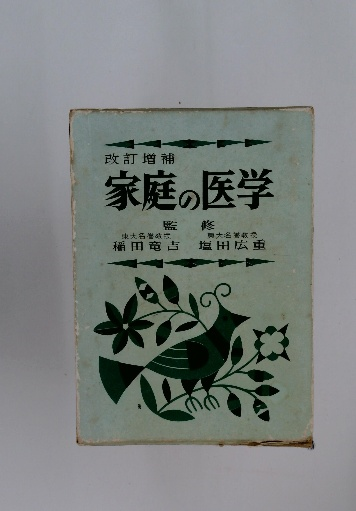 改訂増補
家庭の医学
監修
東大名誉教授 東大名誉教授
稲田竜吉 塩田広重